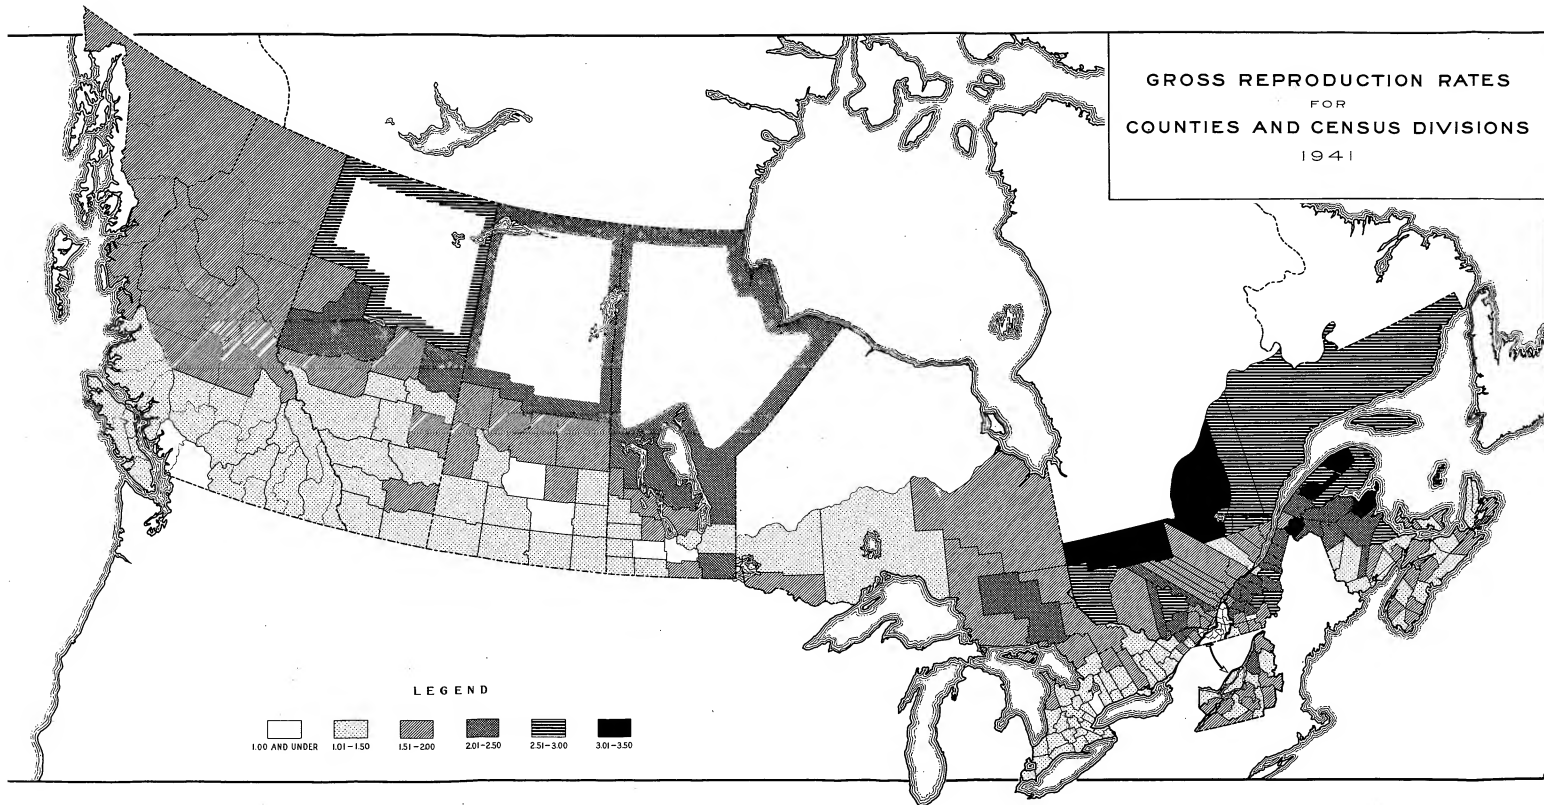 GROSS REPRODUCTION RATES
FOR
COUNTIES AND CENSUS DIVISIONS
1941
LEGEND
1.00 AND UNDER
1.01-1.50
1.51-2.00
2.01-2.50
2.51-3.00
3.01-3.50